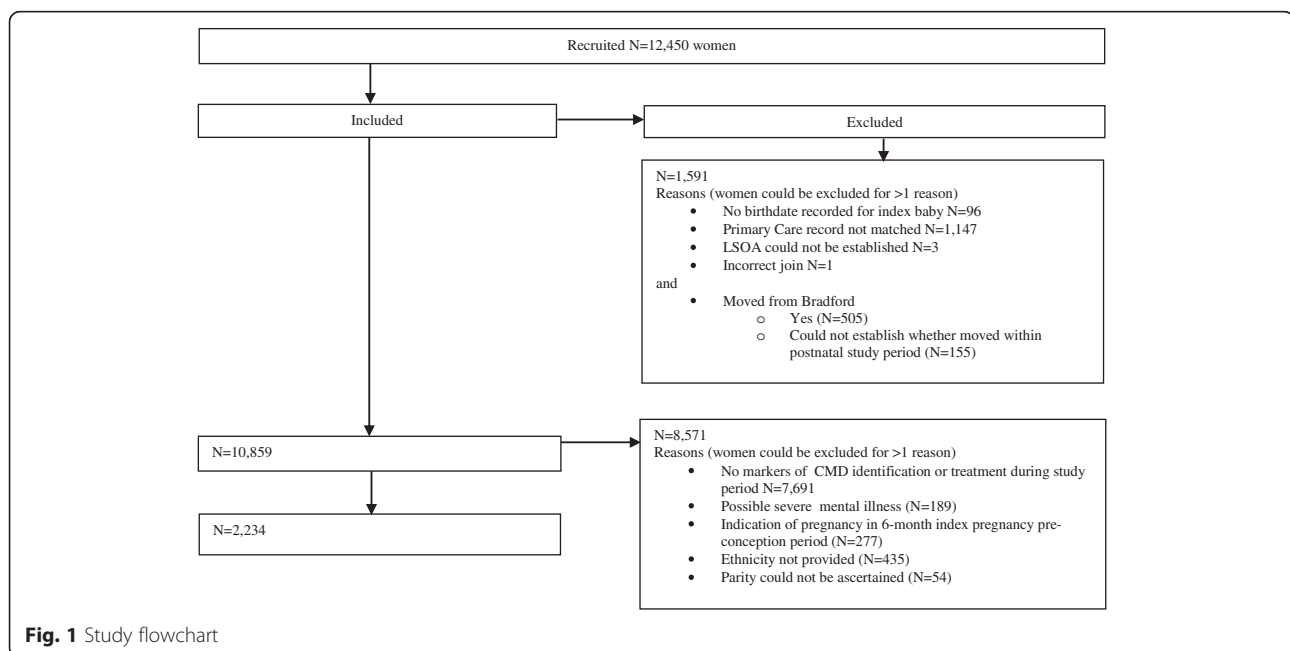 Recruited N=12,450 women
Included
Excluded
N=1,591
Reasons (women could be excluded for >1 reason)
• No birthdate recorded for index baby N=96
• Primary Care record not matched N=1,147
• LSOA could not be established N=3
• Incorrect join N=1
and
• Moved from Bradford
o Yes (N=505)
o Could not establish whether moved within
postnatal study period (N=155)
N=10,859
N=8,571
Reasons (women could be excluded for >1 reason)
• No markers of CMD identification or treatment during study
period N=7,691
• Possible severe mental illness (N=189)
• Indication of pregnancy in 6-month index pregnancy pre-
conception period (N=277)
• Ethnicity not provided (N=435)
• Parity could not be ascertained (N=54)
N=2,234
Fig. 1 Study flowchart